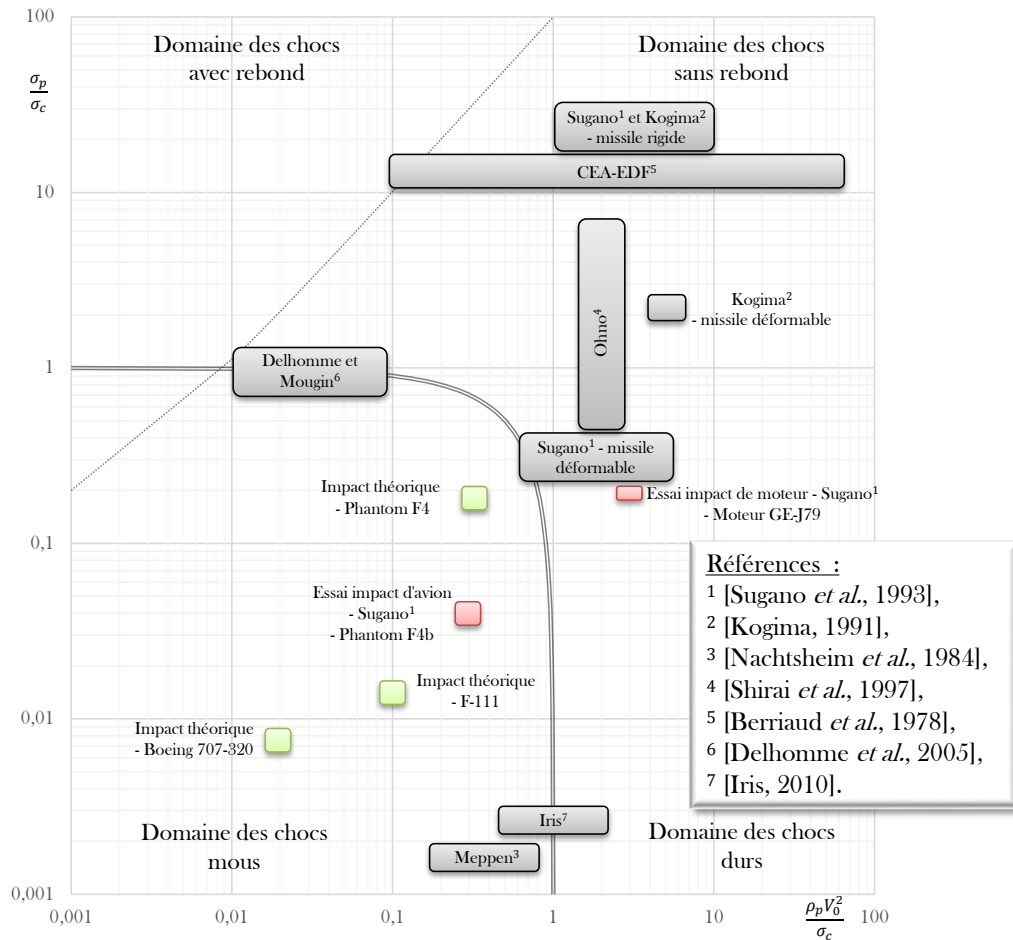 100
10
1
0,1
0,01
0,001
σp/σc
Domaine des chocs
avec rebond
Domaine des chocs
sans rebond
Sugano¹ et Kogima²
- missile rigide
CEA-EDF⁵
Ohno⁴
Kogima²
- missile déformable
Delhomme et
Mougin⁶
Sugano¹ - missile
déformable
Impact théorique
- Phantom F4
Essai impact de moteur - Sugano¹
- Moteur GE-J79
Essai impact d'avion
- Sugano¹
- Phantom F4b
Impact théorique
- F-111
Impact théorique
- Boeing 707-320
Références :
¹ [Sugano et al., 1993],
² [Kogima, 1991],
³ [Nachtsheim et al., 1984],
⁴ [Shirai et al., 1997],
⁵ [Berriaud et al., 1978],
⁶ [Delhomme et al., 2005],
⁷ [Iris, 2010].
Iris⁷
Meppen³
Domaine des chocs
mous
Domaine des chocs
durs
0,001 0,01 0,1 1 10 100
ρpV₀²/σc